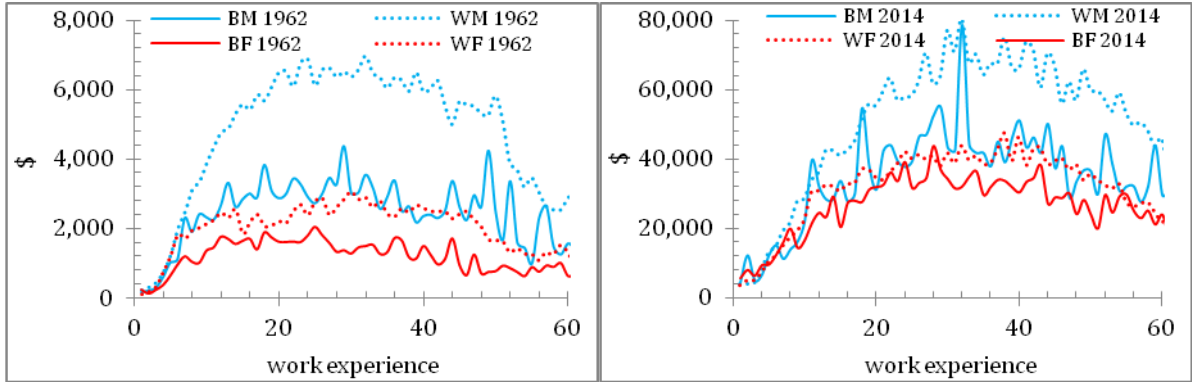 8,000
6,000
4,000
2,000
0
$
BM 1962
WM 1962
BF 1962
WF 1962
0
20
40
60
work experience
80,000
60,000
40,000
20,000
0
$
BM 2014
WM 2014
WF 2014
BF 2014
0
20
40
60
work experience